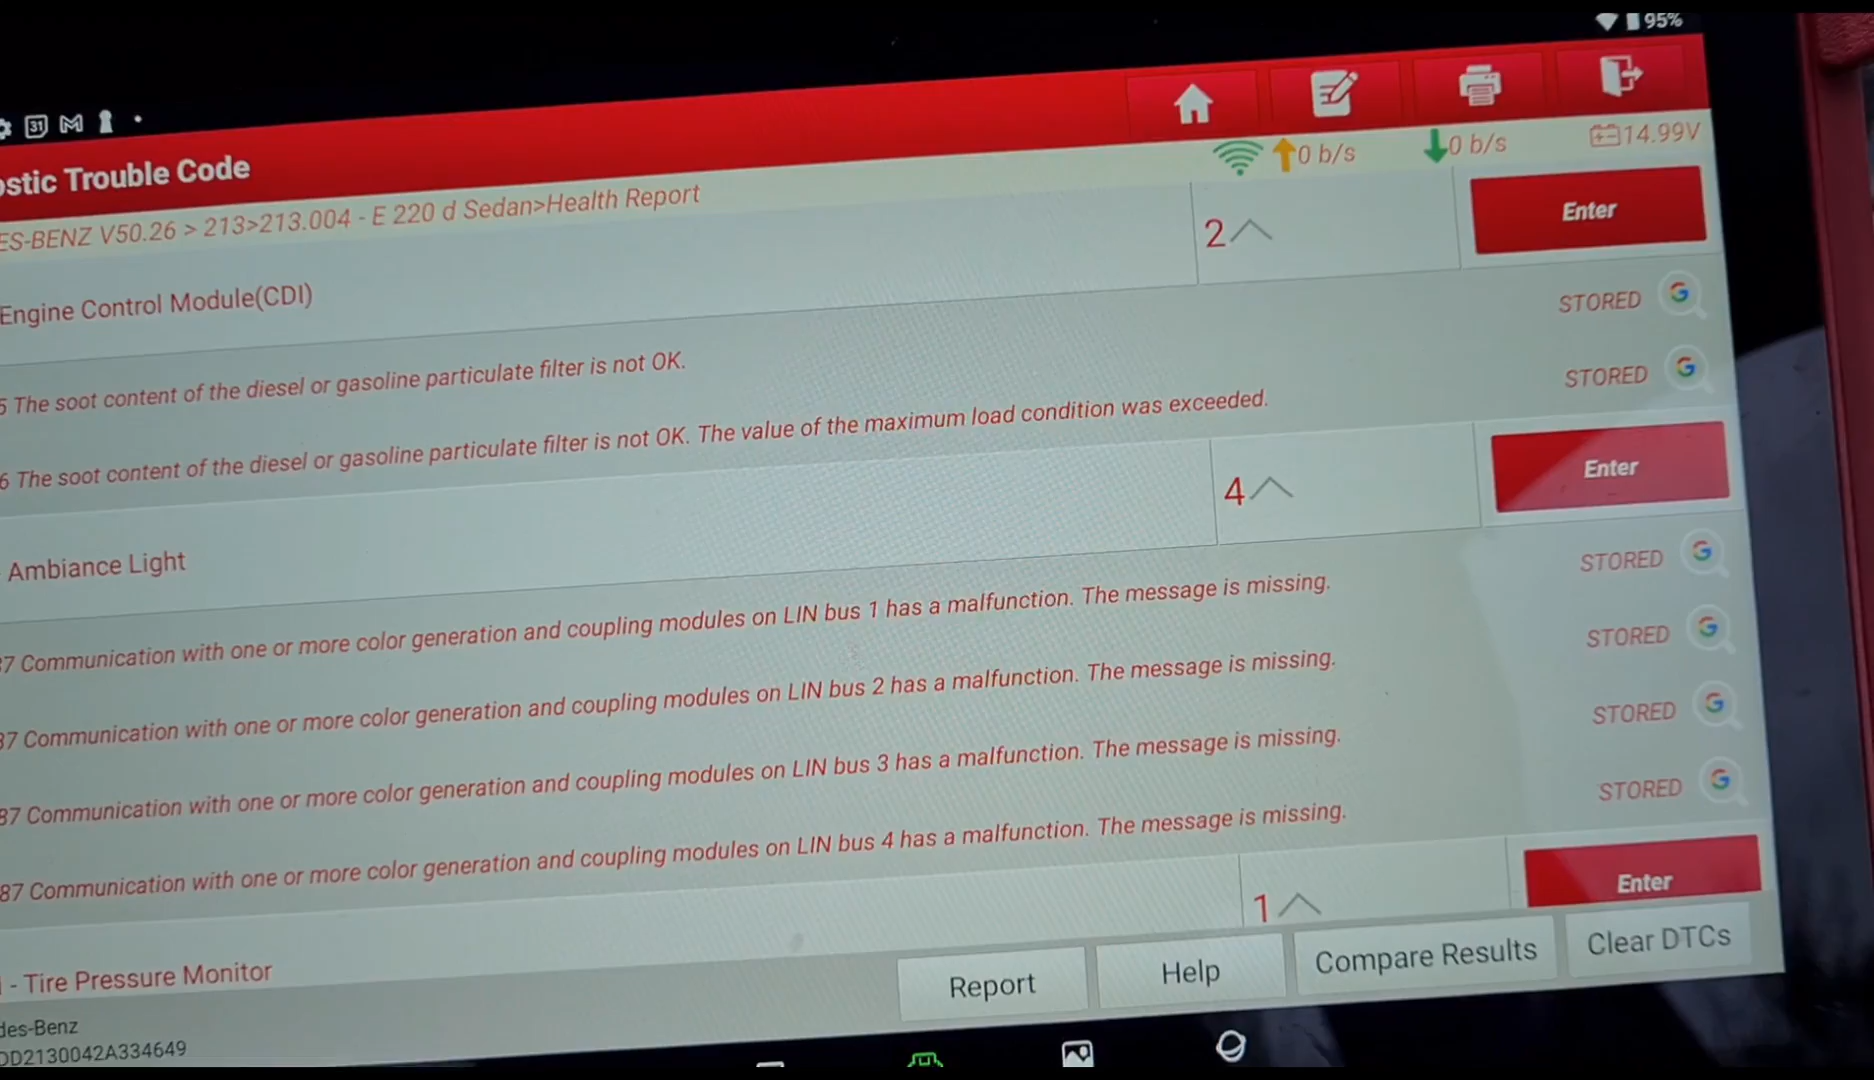 95%
31
ostic Trouble Code
0 b/s
0 b/s
14.99V
ES-BENZ V50.26 > 213>213.004 - E 220 d Sedan>Health Report
Engine Control Module(CDI)
2
Enter
5 The soot content of the diesel or gasoline particulate filter is not OK.
STORED
6 The soot content of the diesel or gasoline particulate filter is not OK. The value of the maximum load condition was exceeded.
STORED
- Ambiance Light
4
Enter
37 Communication with one or more color generation and coupling modules on LIN bus 1 has a malfunction. The message is missing.
STORED
37 Communication with one or more color generation and coupling modules on LIN bus 2 has a malfunction. The message is missing.
STORED
87 Communication with one or more color generation and coupling modules on LIN bus 3 has a malfunction. The message is missing.
STORED
87 Communication with one or more color generation and coupling modules on LIN bus 4 has a malfunction. The message is missing.
STORED
- Tire Pressure Monitor
1
Enter
des-Benz
DD2130042A334649
Report
Help
Compare Results
Clear DTCs